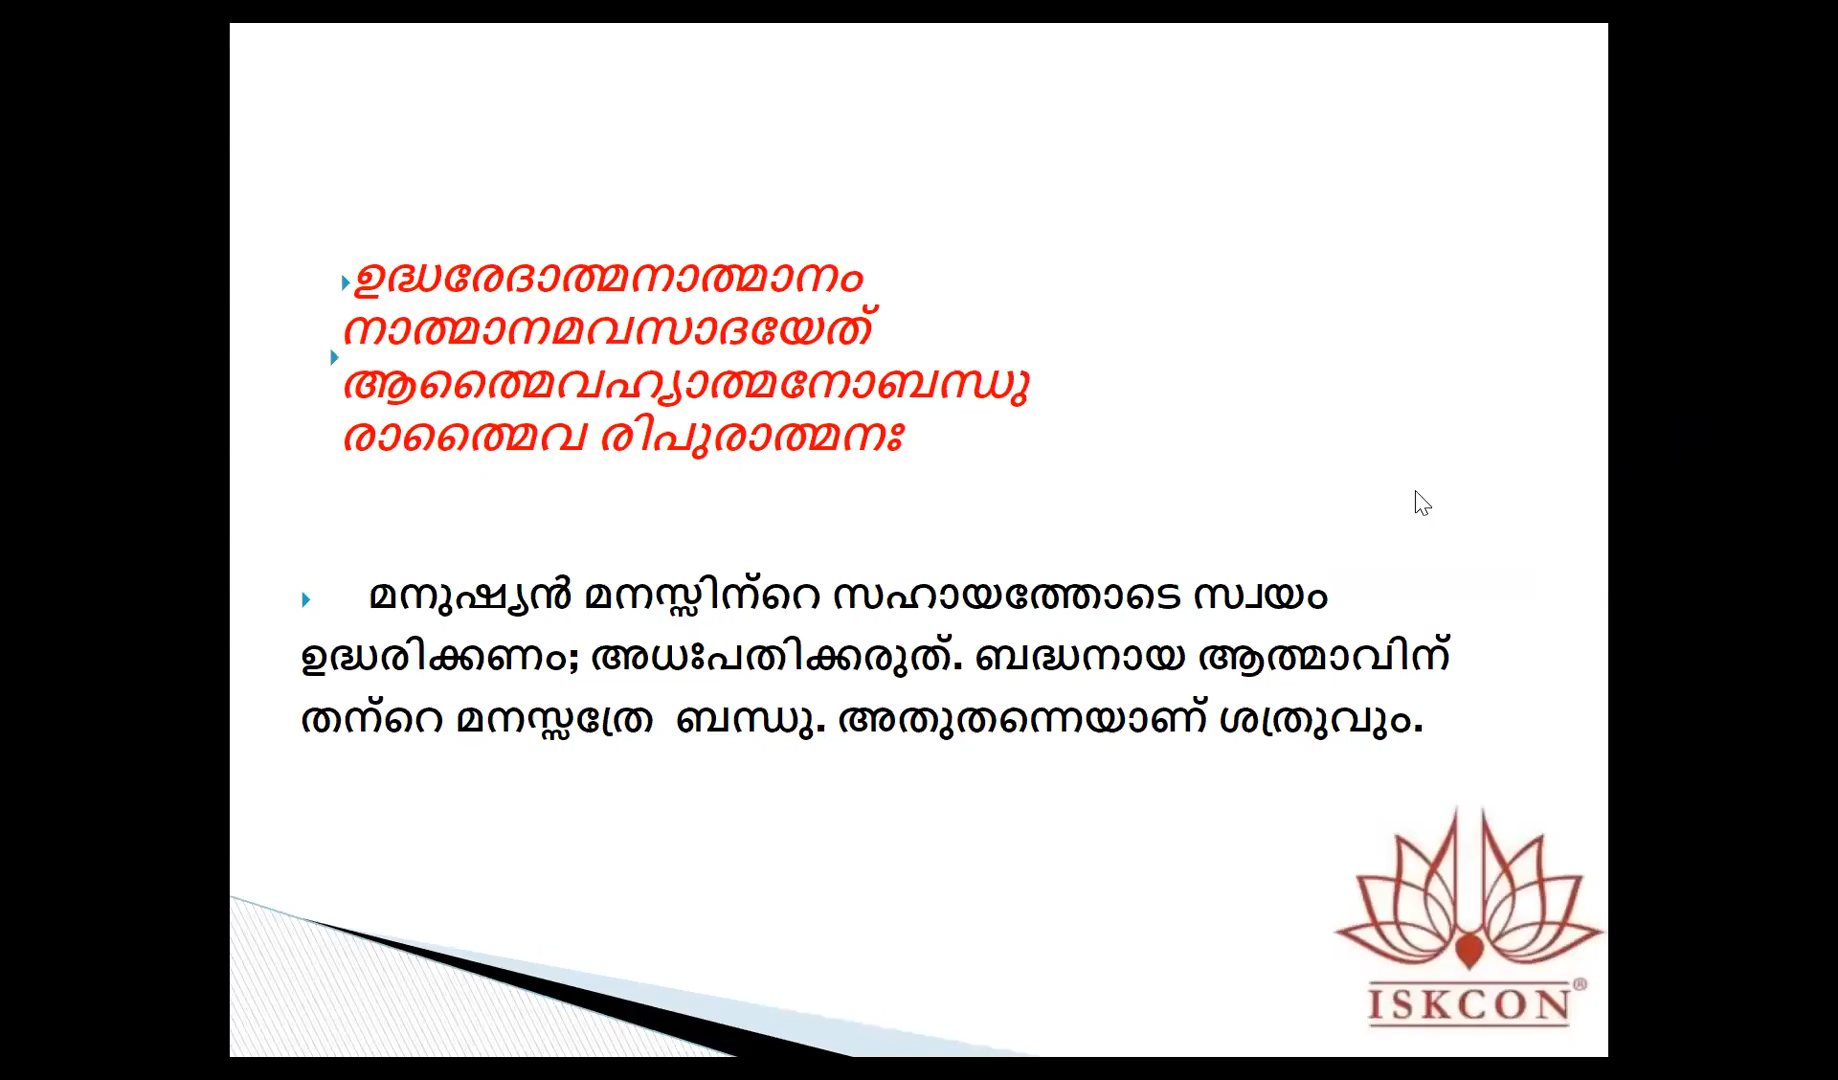 ഉദ്ധരേദാത്മനാത്മാനം
നാത്മാനമവസാദയേത്
ആത്മൈവഹ്യാത്മനോബന്ധു
രാത്മൈവ രിപുരാത്മനഃ
മനുഷ്യൻ മനസ്സിന്റെ സഹായത്തോടെ സ്വയം
ഉദ്ധരിക്കണം; അധഃപതിക്കരുത്. ബദ്ധനായ ആത്മാവിന്
തന്റെ മനസ്സത്രേ ബന്ധു. അതുതന്നെയാണ് ശത്രുവും.
ISKCON®